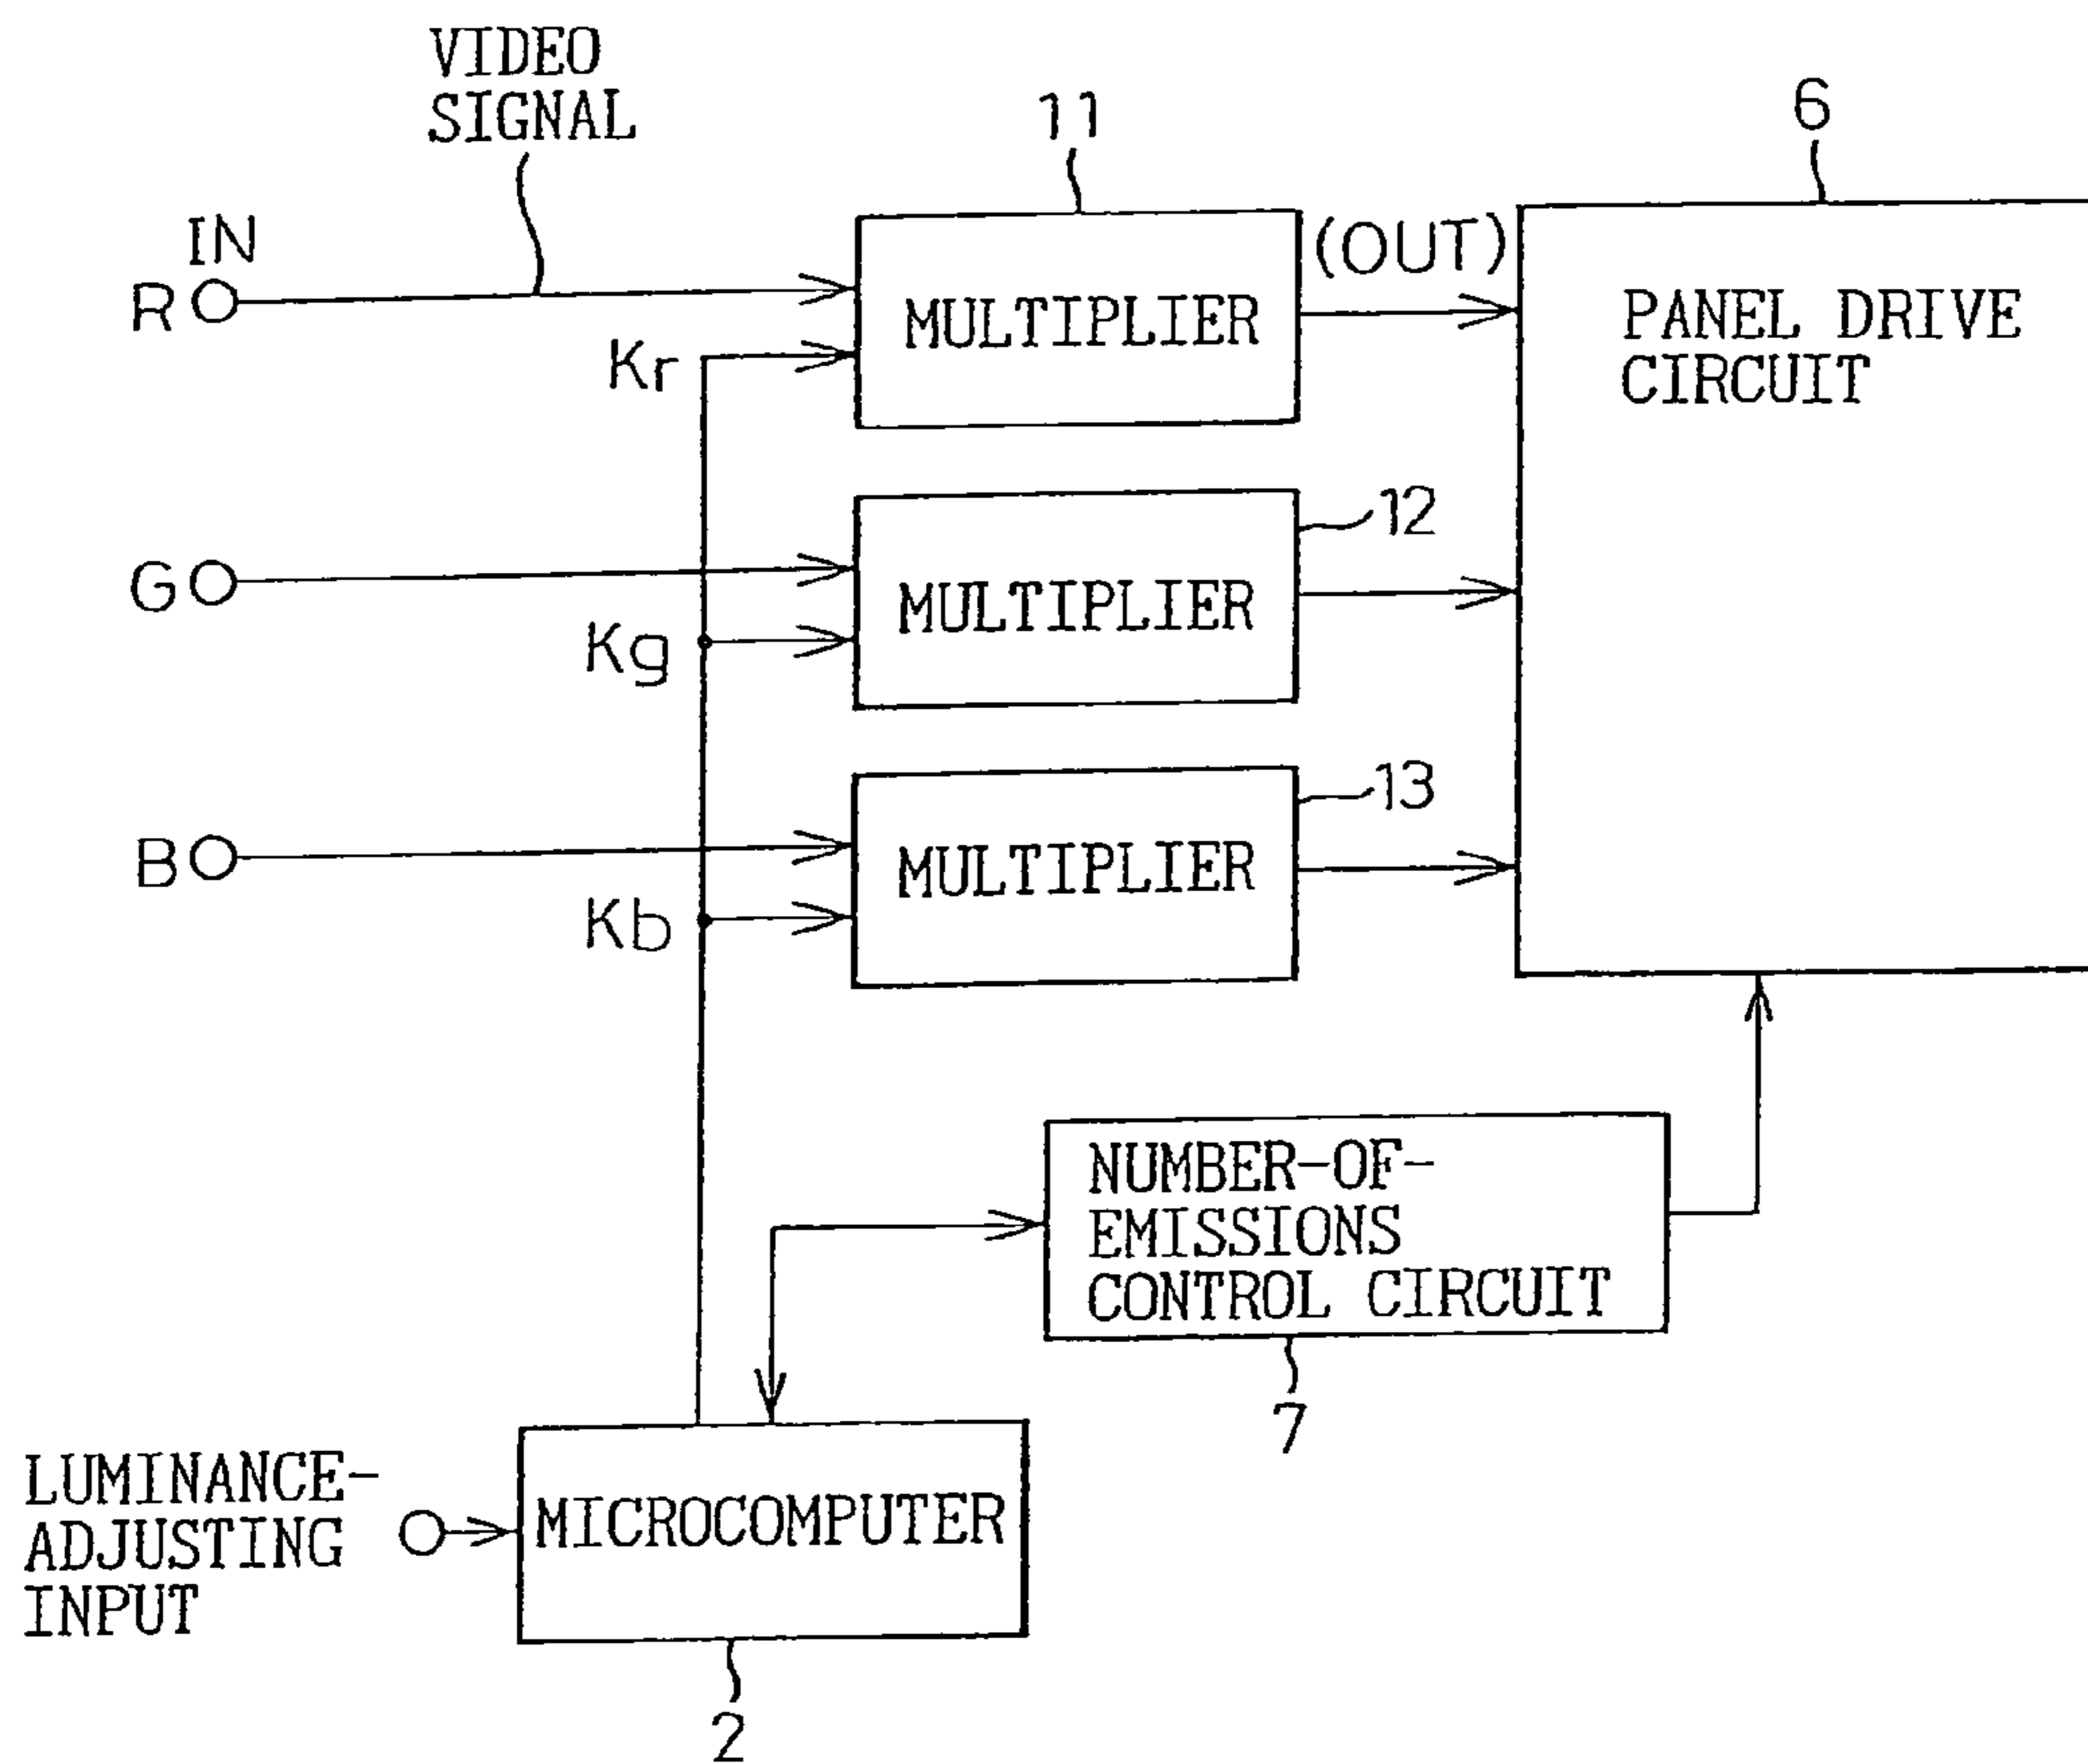 VIDEO
SIGNAL
11
6
IN
R
(OUT)
MULTIPLIER
PANEL DRIVE
CIRCUIT
Kr
12
G
MULTIPLIER
Kg
13
B
MULTIPLIER
Kb
NUMBER-OF-
EMISSIONS
CONTROL CIRCUIT
7
LUMINANCE-
ADJUSTING
INPUT
MICROCOMPUTER
2